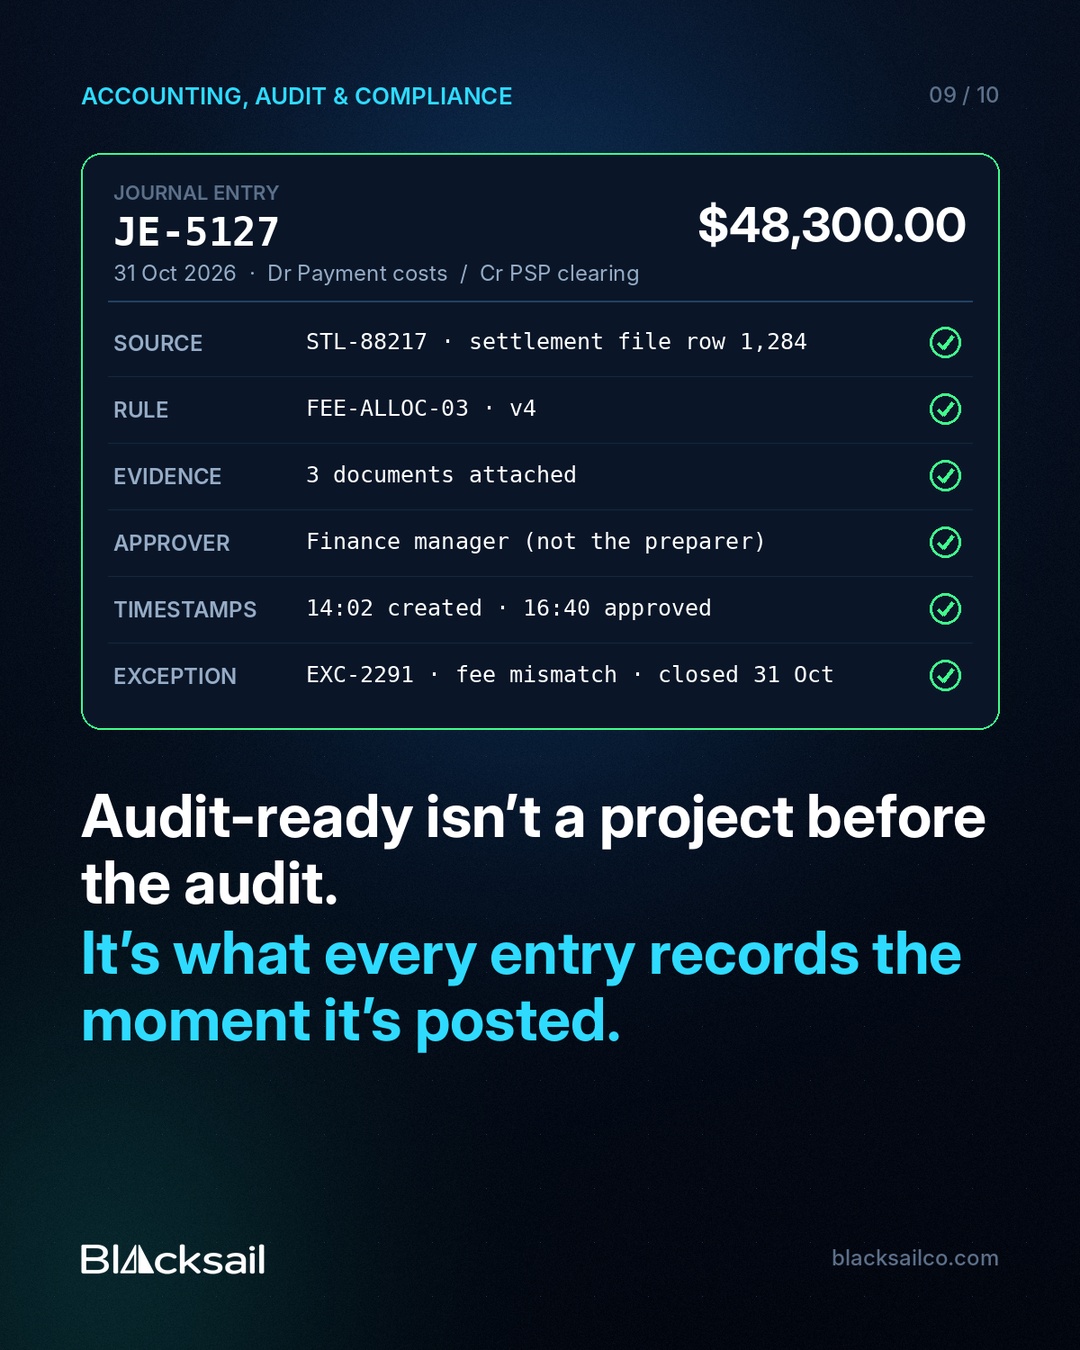 ACCOUNTING, AUDIT & COMPLIANCE
09 / 10
JOURNAL ENTRY
JE-5127
$48,300.00
31 Oct 2026 · Dr Payment costs / Cr PSP clearing
SOURCE STL-88217 · settlement file row 1,284
RULE FEE-ALLOC-03 · v4
EVIDENCE 3 documents attached
APPROVER Finance manager (not the preparer)
TIMESTAMPS 14:02 created · 16:40 approved
EXCEPTION EXC-2291 · fee mismatch · closed 31 Oct
Audit-ready isn’t a project before
the audit.
It’s what every entry records the
moment it’s posted.
Blacksail
blacksailco.com